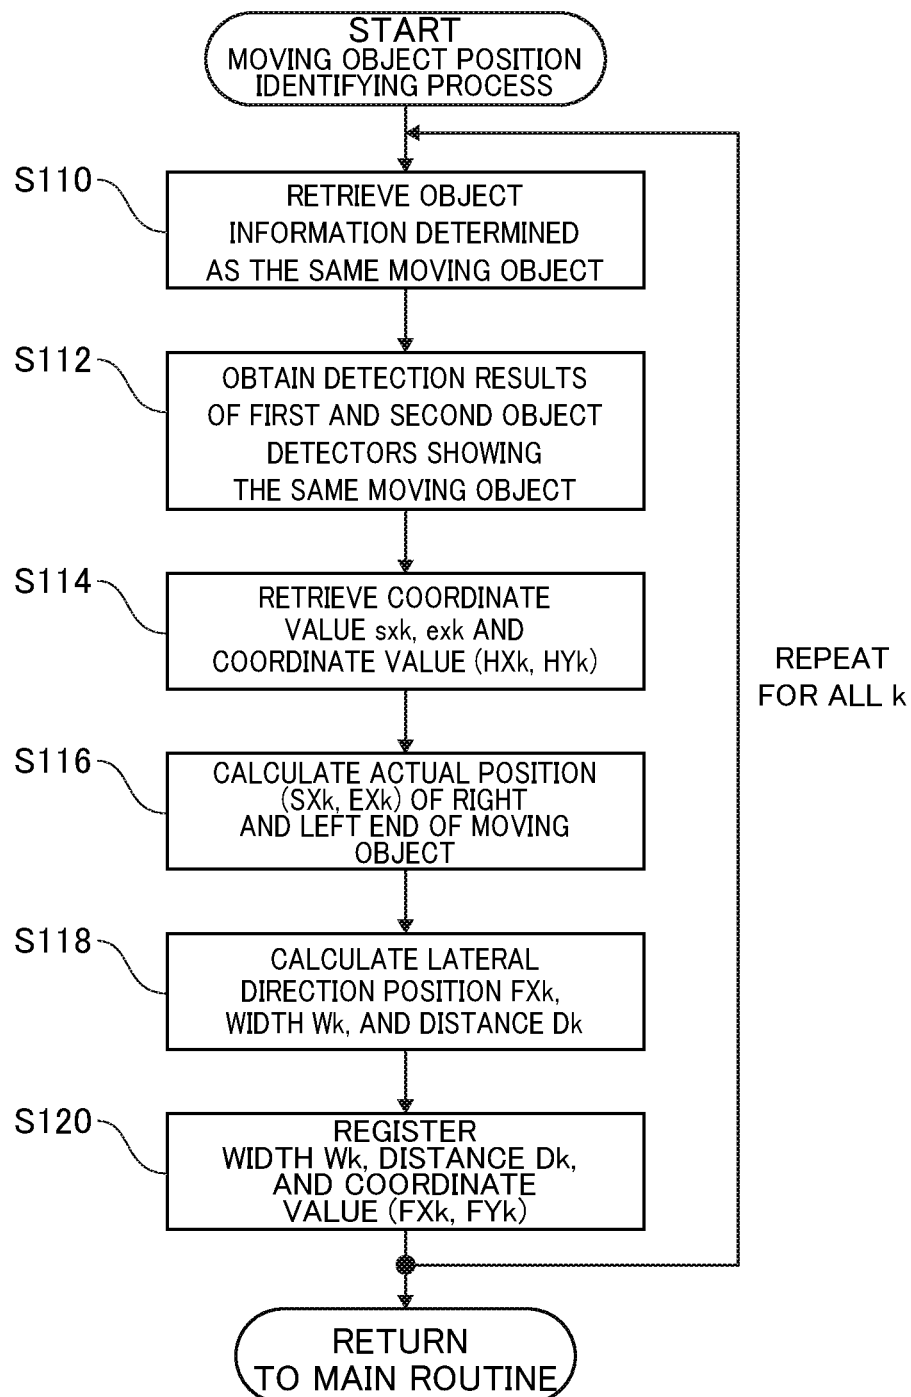 START
MOVING OBJECT POSITION
IDENTIFYING PROCESS
S110
RETRIEVE OBJECT
INFORMATION DETERMINED
AS THE SAME MOVING OBJECT
S112
OBTAIN DETECTION RESULTS
OF FIRST AND SECOND OBJECT
DETECTORS SHOWING
THE SAME MOVING OBJECT
S114
RETRIEVE COORDINATE
VALUE sxk, exk AND
COORDINATE VALUE (HXk, HYk)
REPEAT
FOR ALL k
S116
CALCULATE ACTUAL POSITION
(SXk, EXk) OF RIGHT
AND LEFT END OF MOVING
OBJECT
S118
CALCULATE LATERAL
DIRECTION POSITION FXk,
WIDTH Wk, AND DISTANCE Dk
S120
REGISTER
WIDTH Wk, DISTANCE Dk,
AND COORDINATE
VALUE (FXk, FYk)
RETURN
TO MAIN ROUTINE